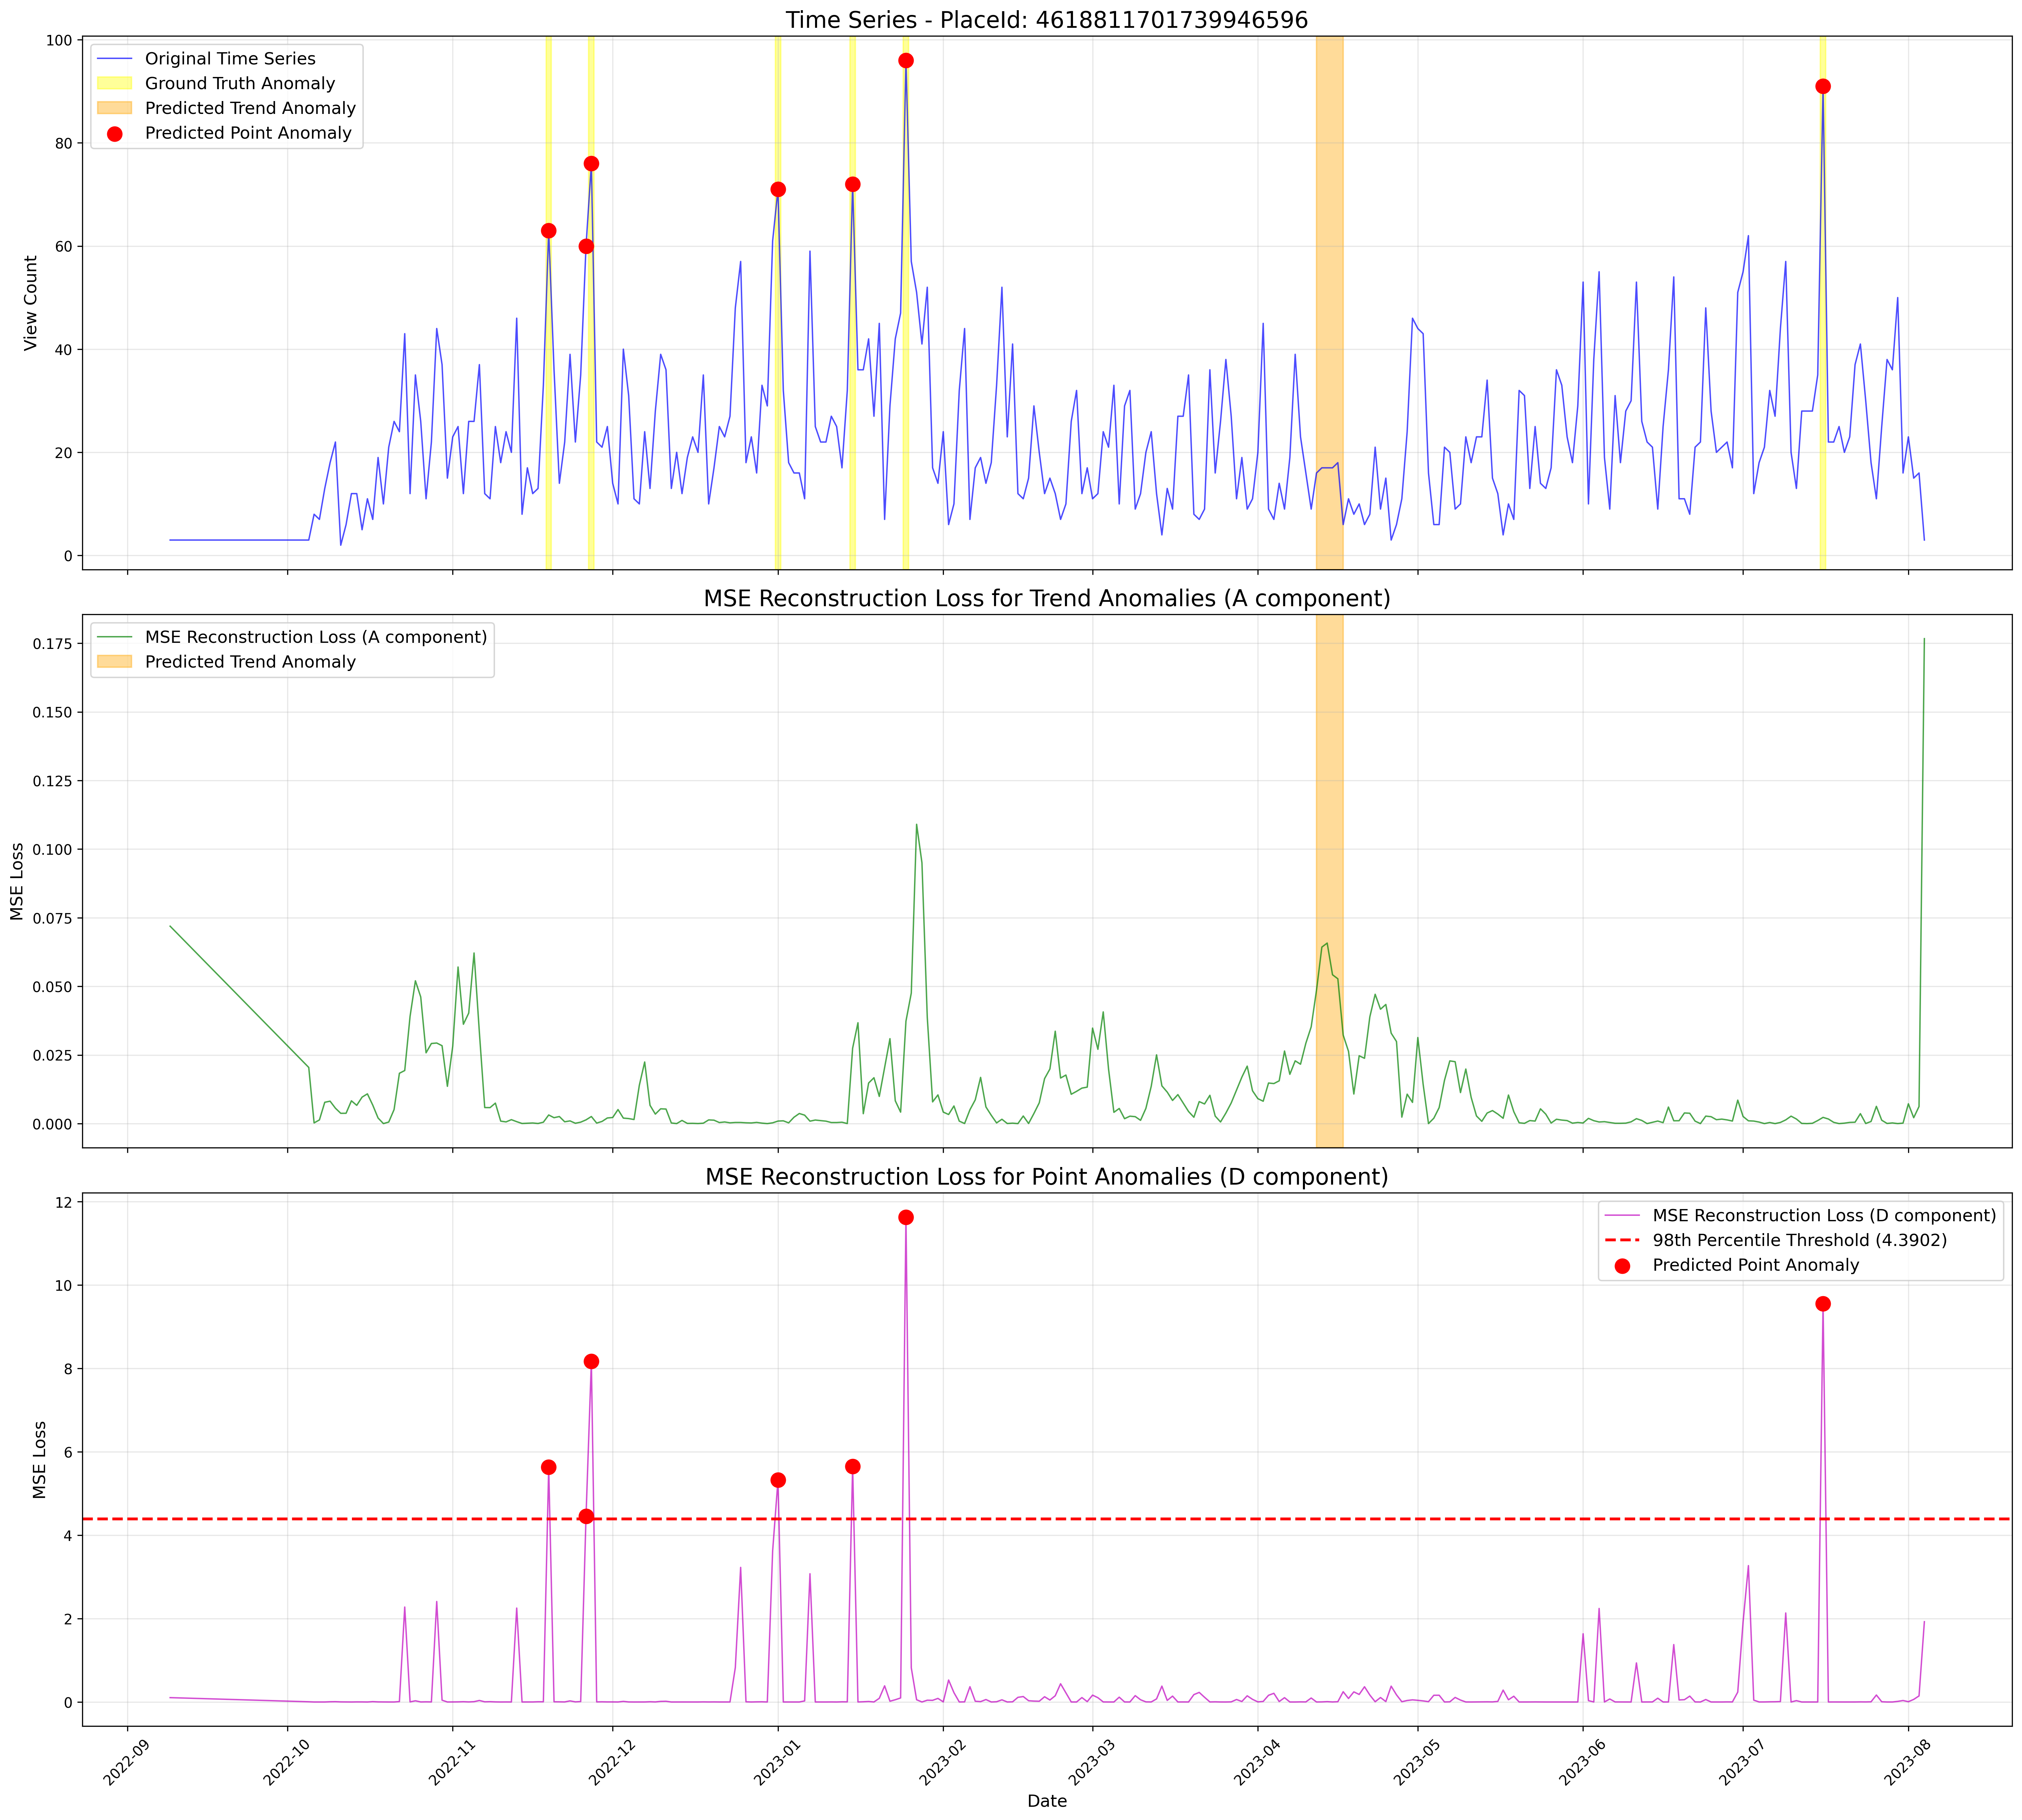 Time Series - PlaceId: 4618811701739946596
100
80
60
40
20
0
View Count
Original Time Series
Ground Truth Anomaly
Predicted Trend Anomaly
Predicted Point Anomaly
MSE Reconstruction Loss for Trend Anomalies (A component)
0.175
0.150
0.125
0.100
0.075
0.050
0.025
0.000
MSE Loss
MSE Reconstruction Loss (A component)
Predicted Trend Anomaly
MSE Reconstruction Loss for Point Anomalies (D component)
12
10
8
6
4
2
0
MSE Loss
MSE Reconstruction Loss (D component)
98th Percentile Threshold (4.3902)
Predicted Point Anomaly
2022-09
2022-10
2022-11
2022-12
2023-01
2023-02
2023-03
2023-04
2023-05
2023-06
2023-07
2023-08
Date